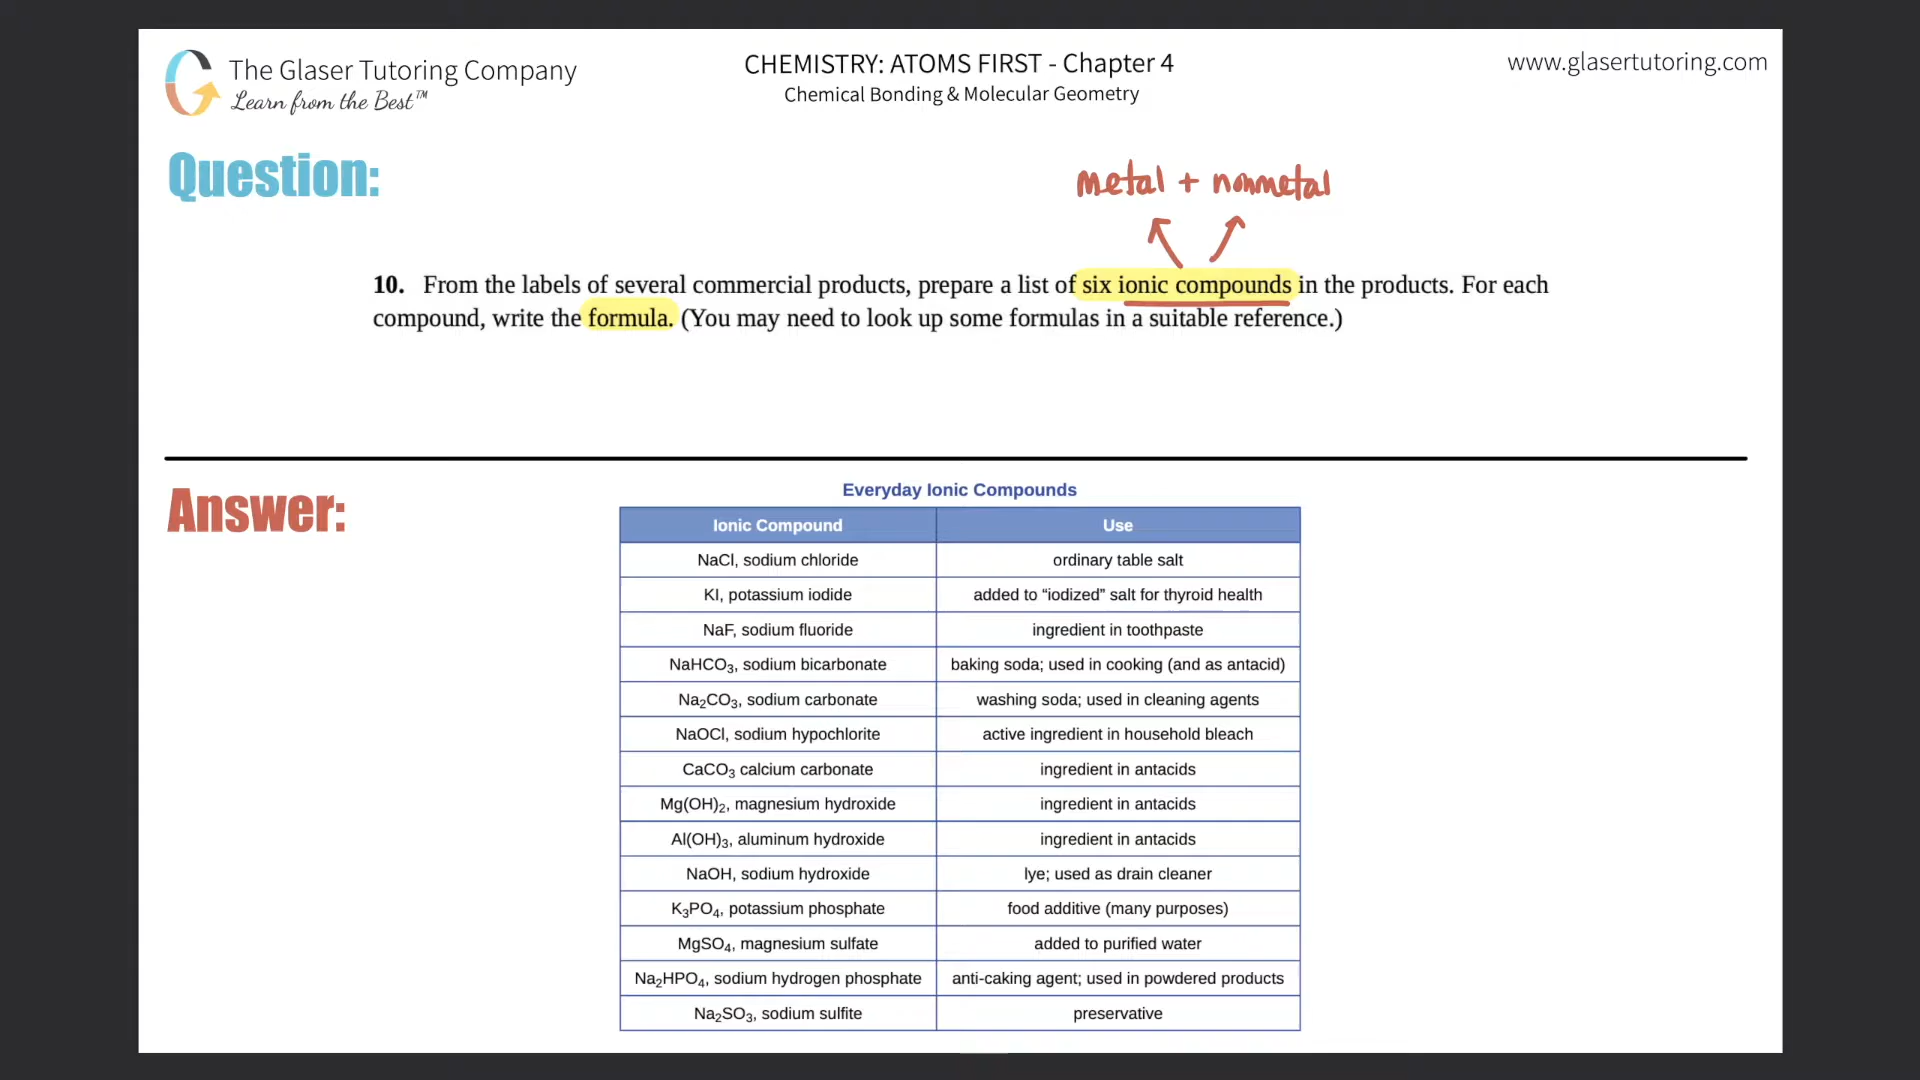 The Glaser Tutoring Company
Learn from the Best™
CHEMISTRY: ATOMS FIRST - Chapter 4
Chemical Bonding & Molecular Geometry
www.glasertutoring.com
Question:
metal + nonmetal
10. From the labels of several commercial products, prepare a list of six ionic compounds in the products. For each
compound, write the formula. (You may need to look up some formulas in a suitable reference.)
Answer:
Everyday Ionic Compounds
Ionic Compound Use
NaCl, sodium chloride ordinary table salt
KI, potassium iodide added to “iodized” salt for thyroid health
NaF, sodium fluoride ingredient in toothpaste
NaHCO₃, sodium bicarbonate baking soda; used in cooking (and as antacid)
Na₂CO₃, sodium carbonate washing soda; used in cleaning agents
NaOCl, sodium hypochlorite active ingredient in household bleach
CaCO₃ calcium carbonate ingredient in antacids
Mg(OH)₂, magnesium hydroxide ingredient in antacids
Al(OH)₃, aluminum hydroxide ingredient in antacids
NaOH, sodium hydroxide lye; used as drain cleaner
K₃PO₄, potassium phosphate food additive (many purposes)
MgSO₄, magnesium sulfate added to purified water
Na₂HPO₄, sodium hydrogen phosphate anti-caking agent; used in powdered products
Na₂SO₃, sodium sulfite preservative